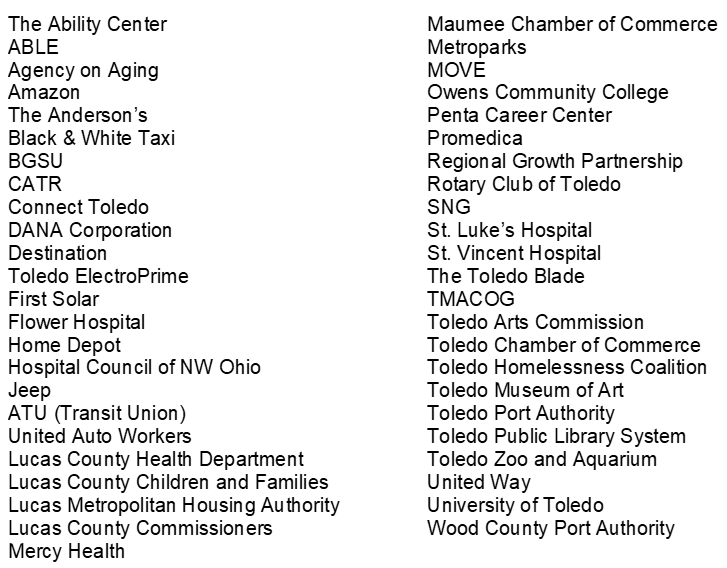 The Ability Center
ABLE
Agency on Aging
Amazon
The Anderson’s
Black & White Taxi
BGSU
CATR
Connect Toledo
DANA Corporation
Destination
Toledo ElectroPrime
First Solar
Flower Hospital
Home Depot
Hospital Council of NW Ohio
Jeep
ATU (Transit Union)
United Auto Workers
Lucas County Health Department
Lucas County Children and Families
Lucas Metropolitan Housing Authority
Lucas County Commissioners
Mercy Health
Maumee Chamber of Commerce
Metroparks
MOVE
Owens Community College
Penta Career Center
Promedica
Regional Growth Partnership
Rotary Club of Toledo
SNG
St. Luke’s Hospital
St. Vincent Hospital
The Toledo Blade
TMACOG
Toledo Arts Commission
Toledo Chamber of Commerce
Toledo Homelessness Coalition
Toledo Museum of Art
Toledo Port Authority
Toledo Public Library System
Toledo Zoo and Aquarium
United Way
University of Toledo
Wood County Port Authority